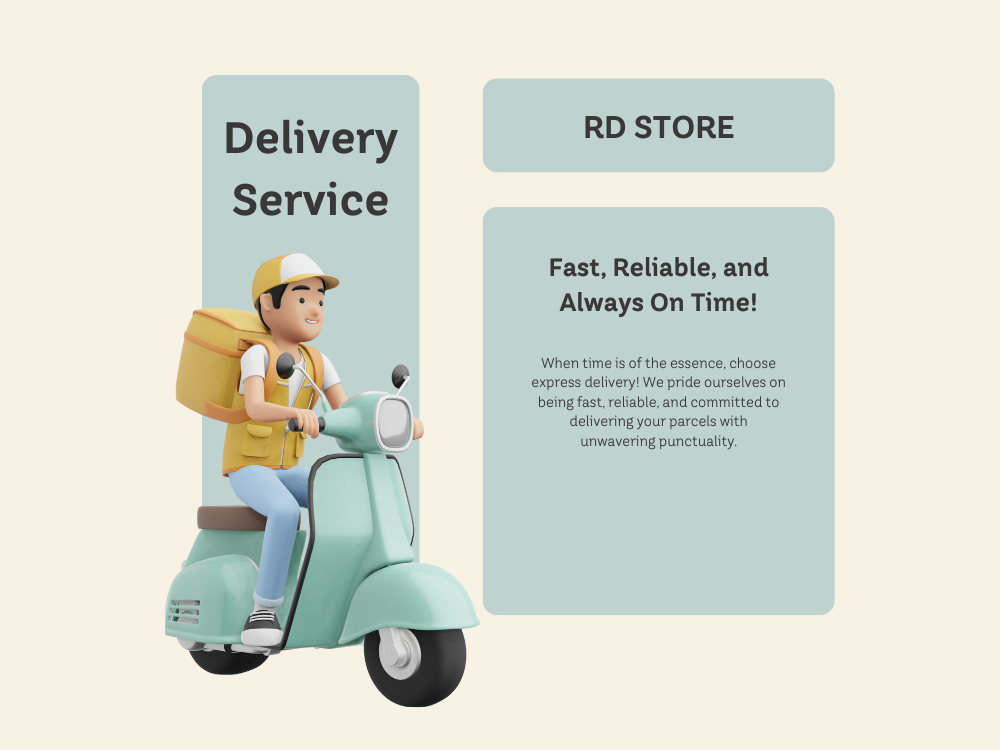 Delivery
Service
RD STORE
Fast, Reliable, and
Always On Time!
When time is of the essence, choose
express delivery! We pride ourselves on
being fast, reliable, and committed to
delivering your parcels with
unwavering punctuality.